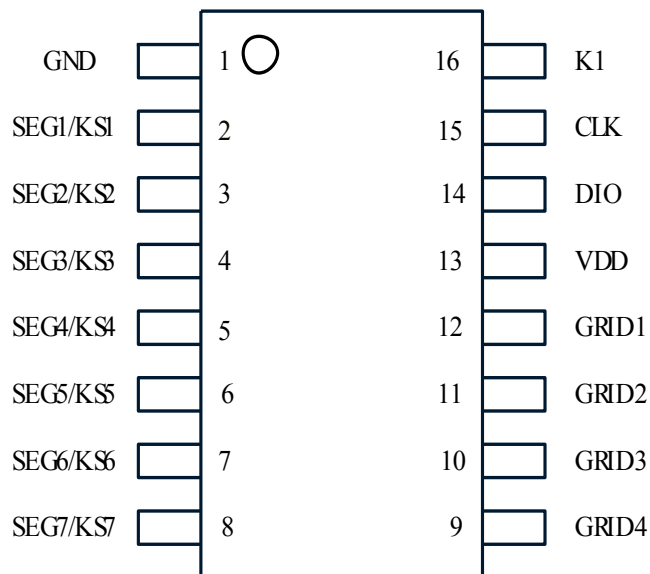 GND 1 16 K1
SEG1/KS1 2 15 CLK
SEG2/KS2 3 14 DIO
SEG3/KS3 4 13 VDD
SEG4/KS4 5 12 GRID1
SEG5/KS5 6 11 GRID2
SEG6/KS6 7 10 GRID3
SEG7/KS7 8 9 GRID4